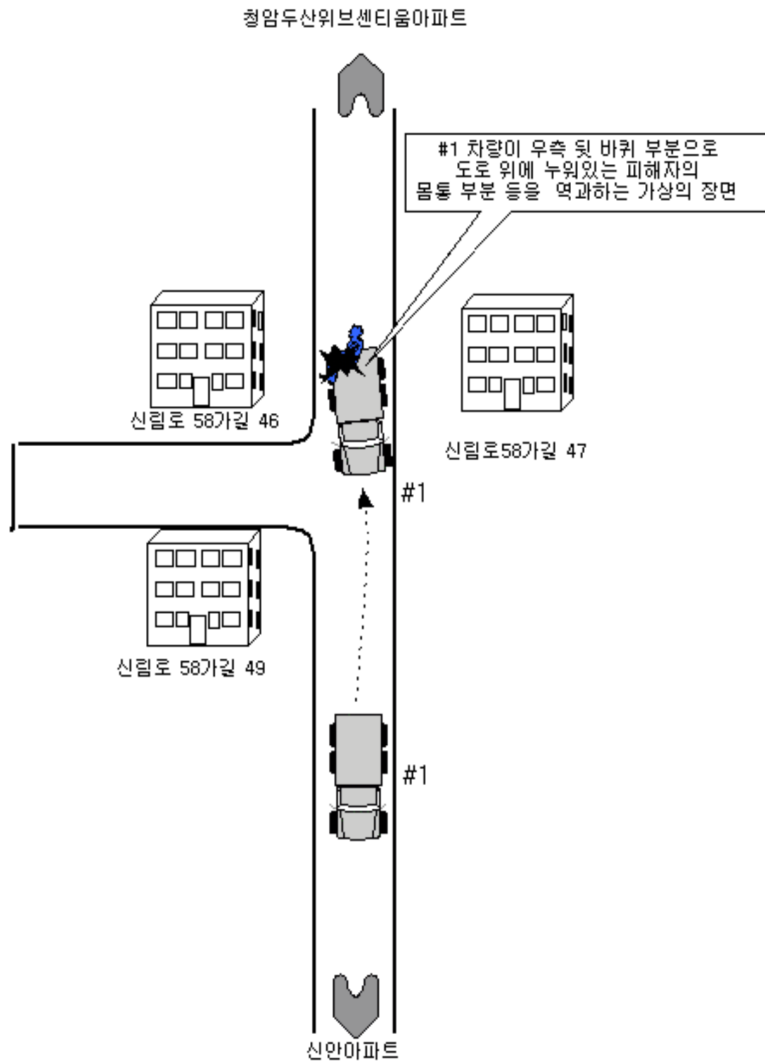 청암두산위브센티움아파트
#1 차량이 우측 뒷 바퀴 부분으로
도로 위에 누워있는 피해자의
몸통 부분 등을 역과하는 가상의 장면
신림로 58가길 46
신림로58가길 47
#1
신림로 58가길 49
#1
신안아파트